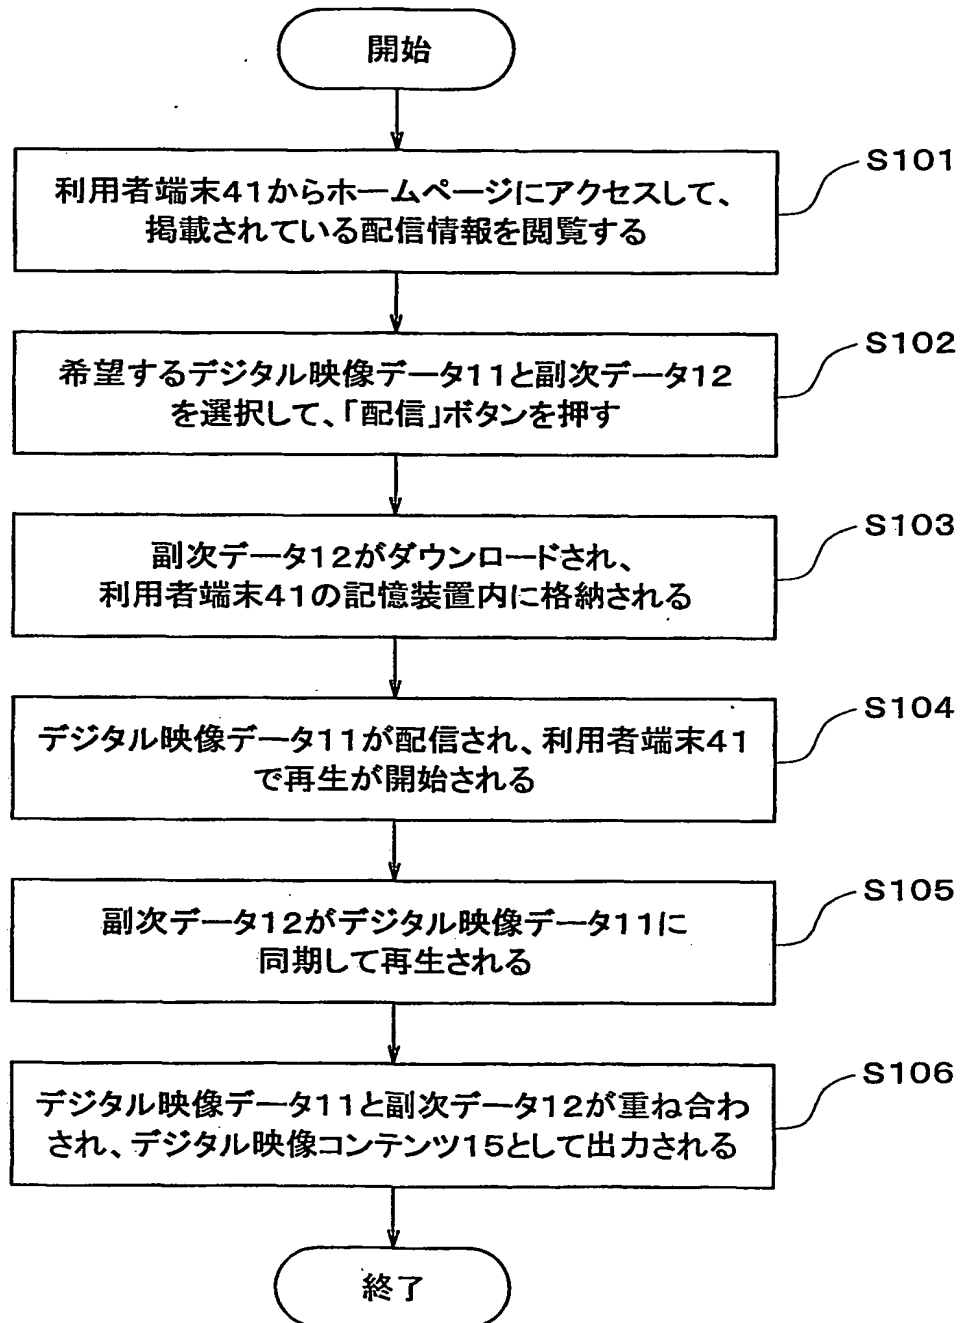 開始
S101
利用者端末41からホームページにアクセスして、
掲載されている配信情報を閲覧する
S102
希望するデジタル映像データ11と副次データ12
を選択して、「配信」ボタンを押す
S103
副次データ12がダウンロードされ、
利用者端末41の記憶装置内に格納される
S104
デジタル映像データ11が配信され、利用者端末41
で再生が開始される
S105
副次データ12がデジタル映像データ11に
同期して再生される
S106
デジタル映像データ11と副次データ12が重ね合わ
され、デジタル映像コンテンツ15として出力される
終了